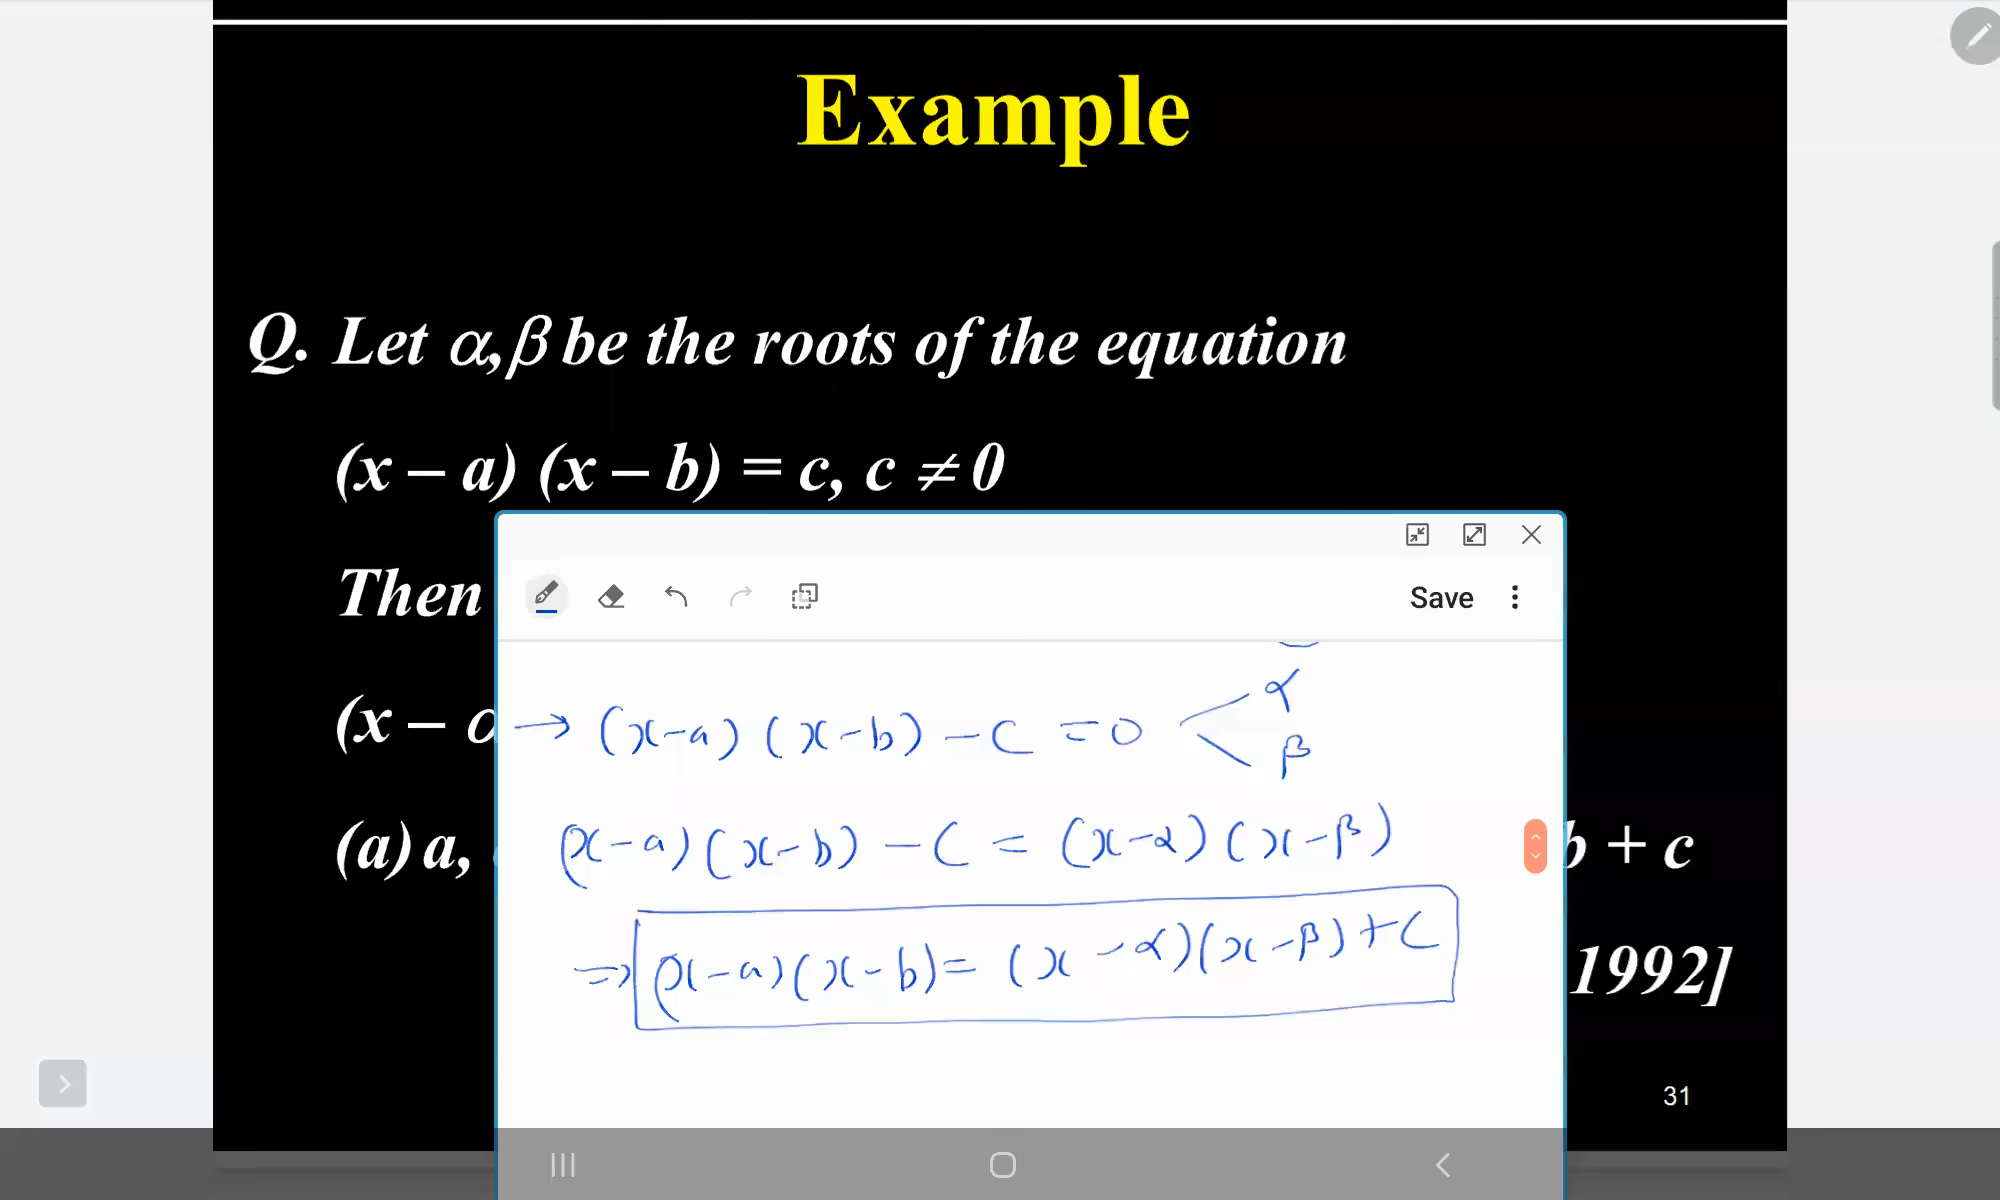 Example
Q. Let α,β be the roots of the equation
(x – a) (x – b) = c, c ≠ 0
Then
Save
(x –
→ (x-a) (x-b) - C = 0 < α β
(x-a)(x-b) - C = (x-α)(x-β)
(a) a, b + c
⇒ (x-a)(x-b) = (x-α)(x-β)+C
1992]
31